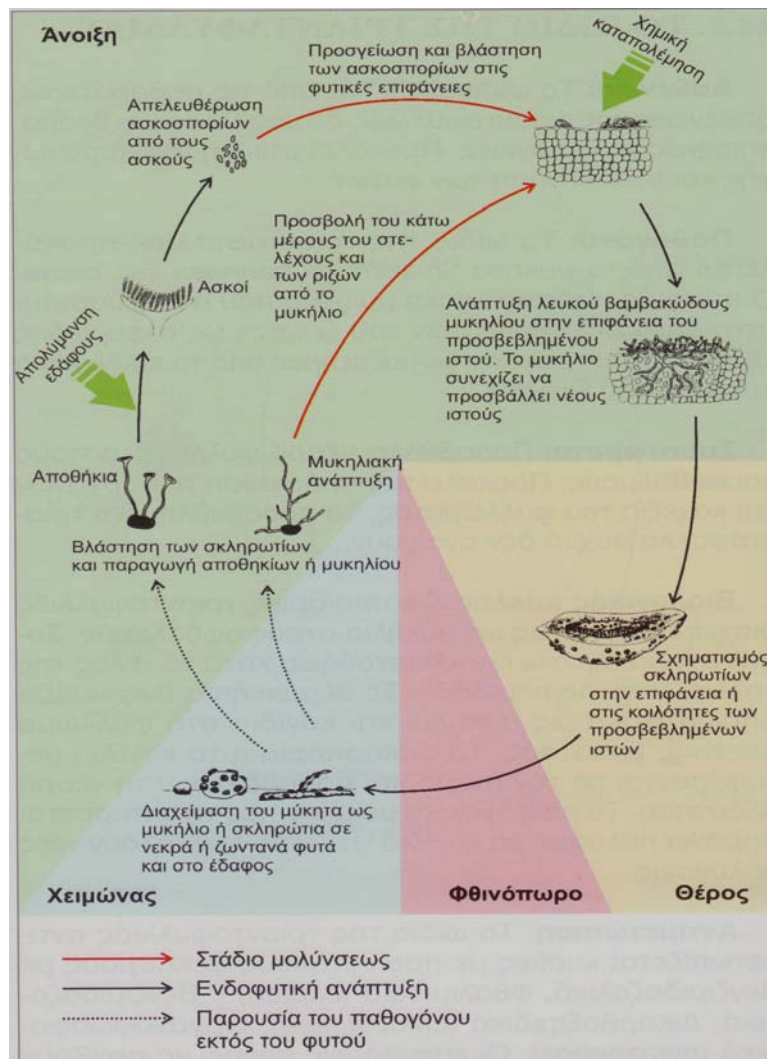 Άνοιξη
Προσγείωση και βλάστηση
των ασκοσπορίων στις
φυτικές επιφάνειες
Χημική
καταπολέμηση
Απελευθέρωση
ασκοσπορίων
από τους
ασκούς
Προσβολή του κάτω
μέρους του στε-
λέχους και
των ριζών
από το
μυκήλιο
Ασκοί
Απολύμανση
εδάφους
Ανάπτυξη λευκού βαμβακώδους
μυκηλίου στην επιφάνεια του
προσβεβλημένου
ιστού. Το μυκήλιο
συνεχίζει να
προσβάλλει νέους
ιστούς
Αποθήκια
Μυκηλιακή
ανάπτυξη
Βλάστηση των σκληρωτίων
και παραγωγή αποθηκίων ή μυκηλίου
Σχηματισμός
σκληρωτίων
στην επιφάνεια ή
στις κοιλότητες των
προσβεβλημένων
ιστών
Διαχείμαση του μύκητα ως
μυκήλιο ή σκληρώτια σε
νεκρά ή ζωντανά φυτά
και στο έδαφος
Χειμώνας
Φθινόπωρο
Θέρος
Στάδιο μολύνσεως
Ενδοφυτική ανάπτυξη
Παρουσία του παθογόνου
εκτός του φυτού